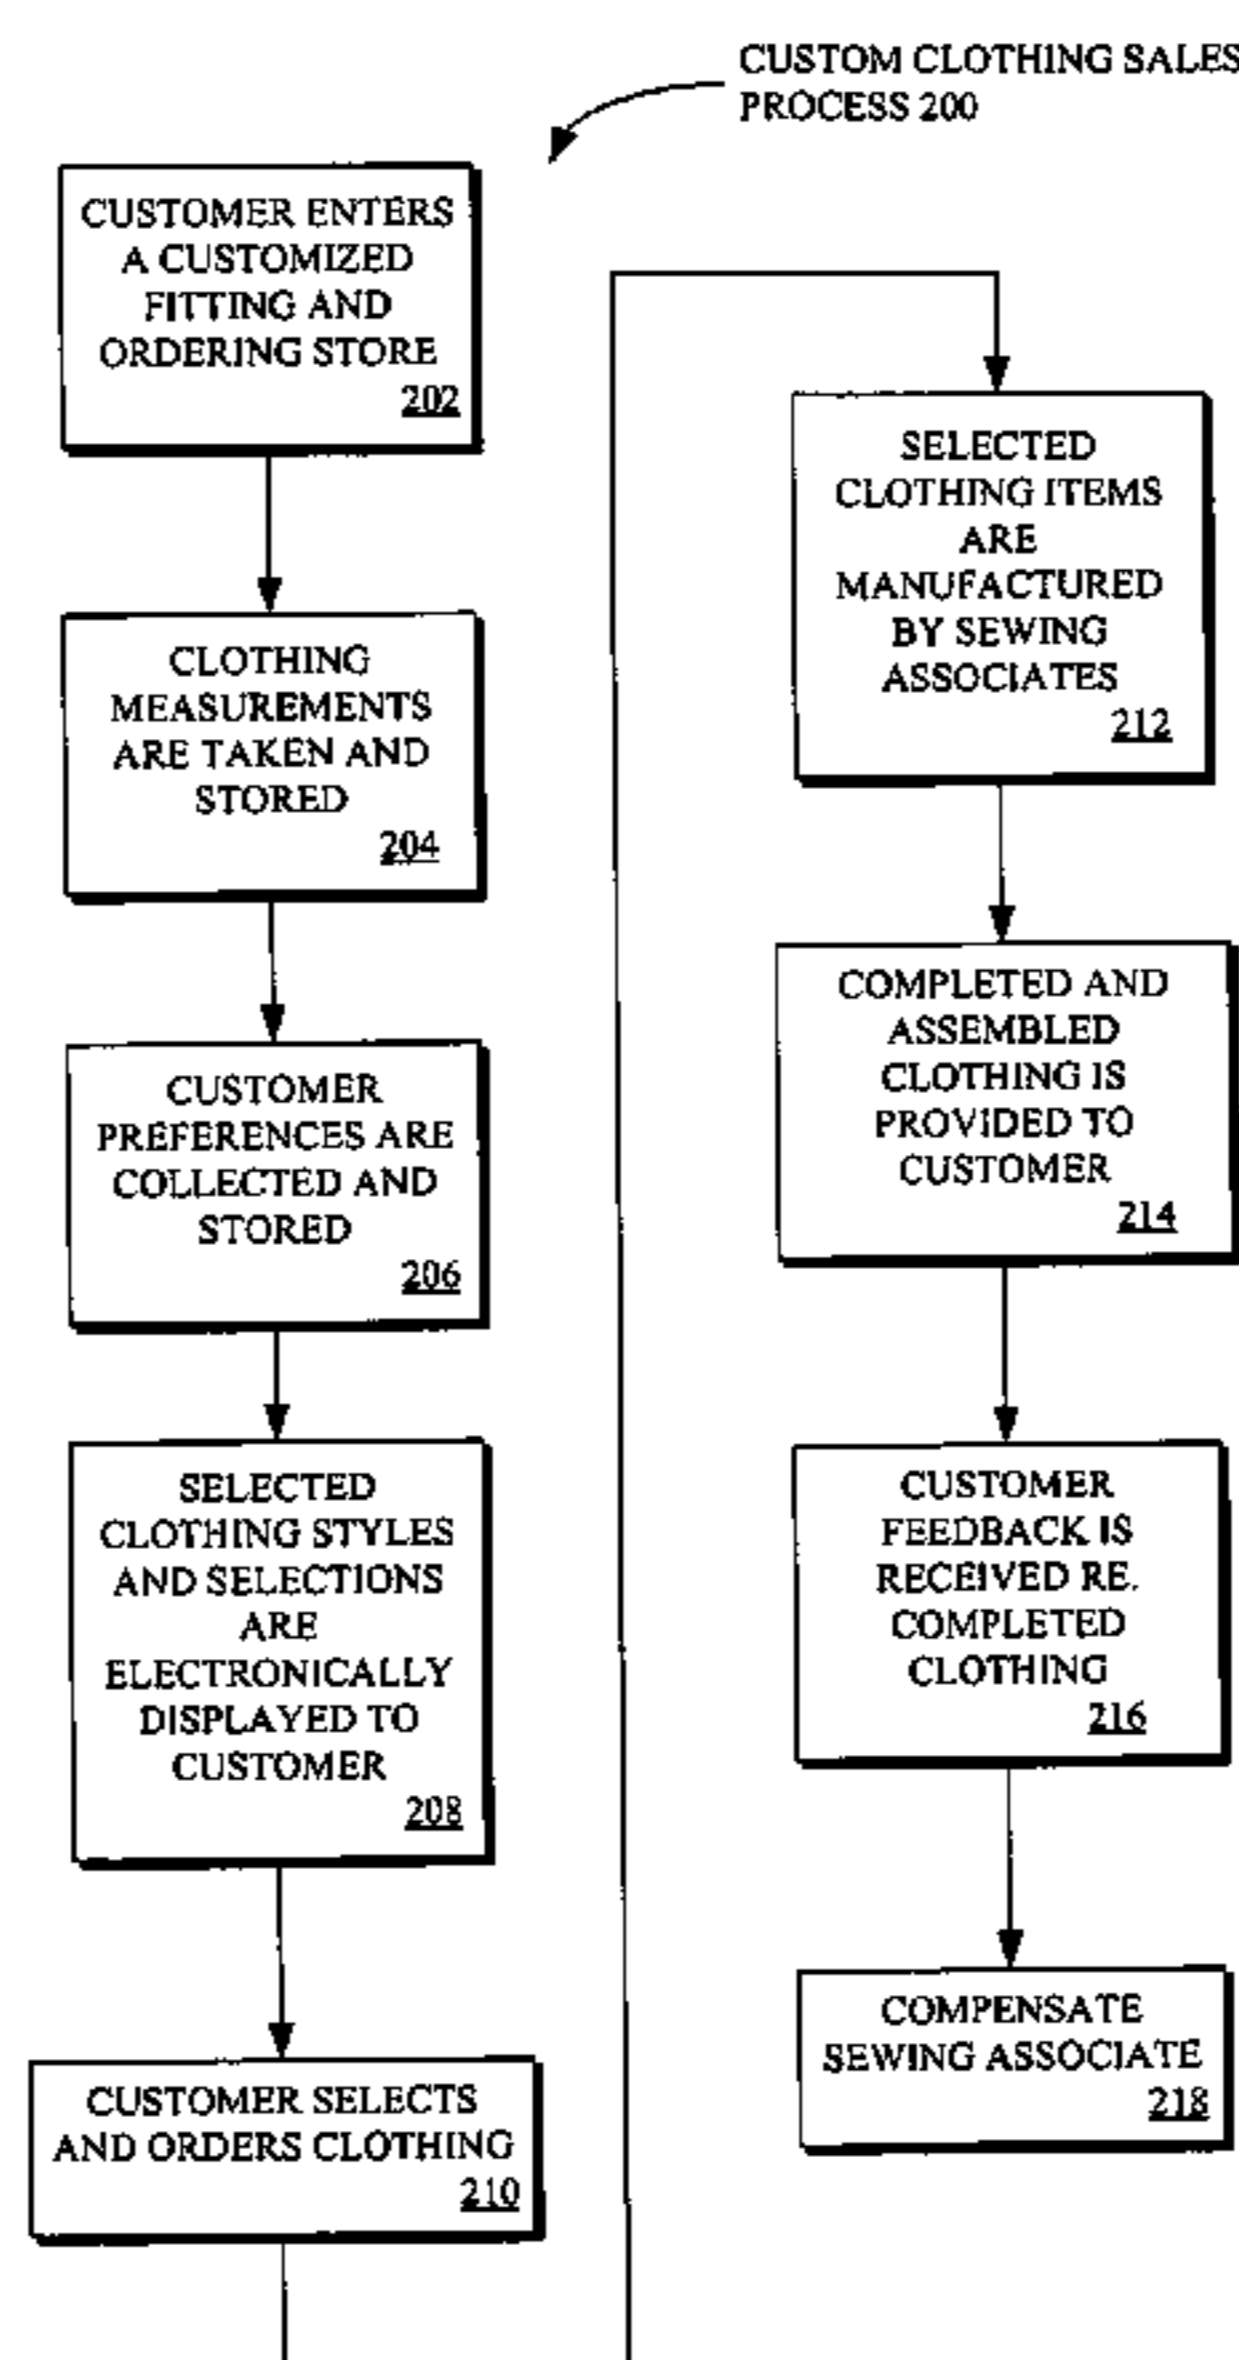 CUSTOM CLOTHING SALES
PROCESS 200
CUSTOMER ENTERS
A CUSTOMIZED
FITTING AND
ORDERING STORE
202
CLOTHING
MEASUREMENTS
ARE TAKEN AND
STORED
204
CUSTOMER
PREFERENCES ARE
COLLECTED AND
STORED
206
SELECTED
CLOTHING STYLES
AND SELECTIONS
ARE
ELECTRONICALLY
DISPLAYED TO
CUSTOMER
208
CUSTOMER SELECTS
AND ORDERS CLOTHING
210
SELECTED
CLOTHING ITEMS
ARE
MANUFACTURED
BY SEWING
ASSOCIATES
212
COMPLETED AND
ASSEMBLED
CLOTHING IS
PROVIDED TO
CUSTOMER
214
CUSTOMER
FEEDBACK IS
RECEIVED RE.
COMPLETED
CLOTHING
216
COMPENSATE
SEWING ASSOCIATE
218